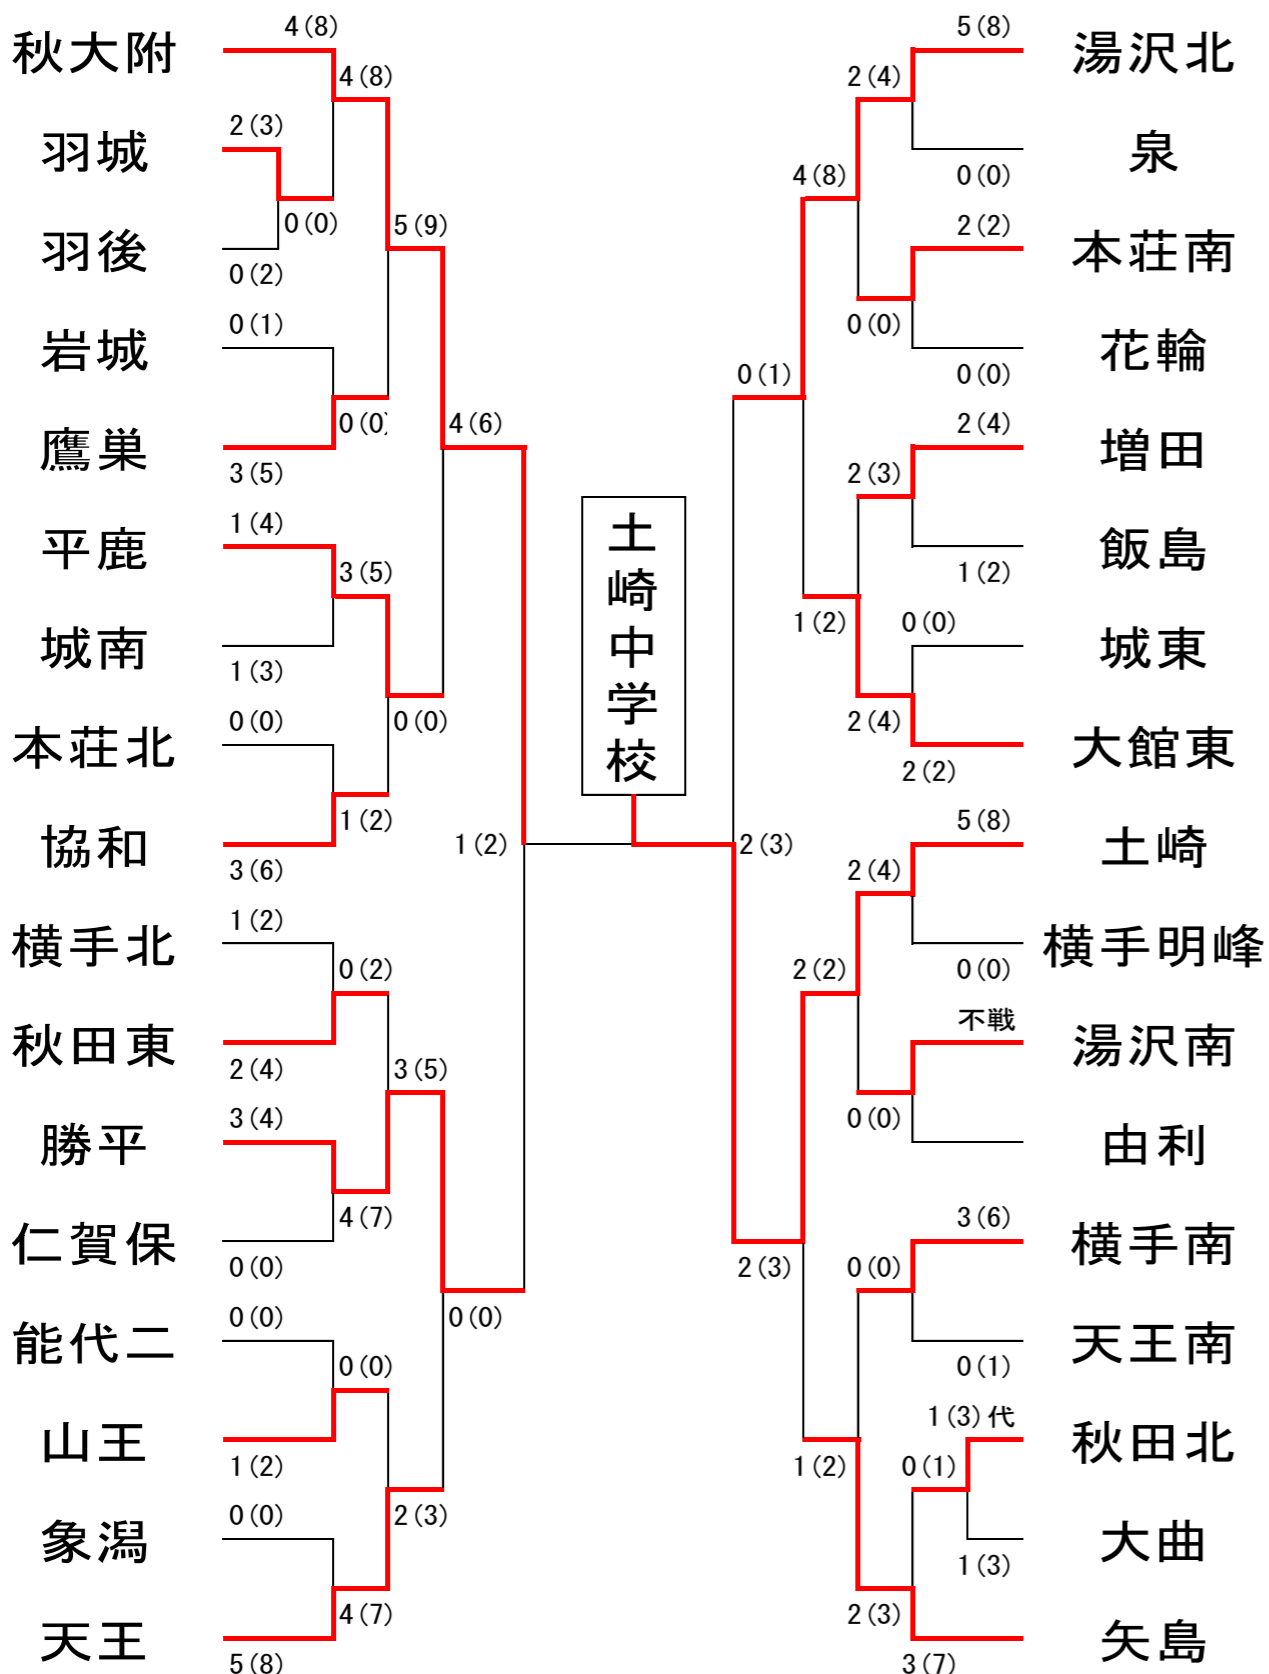 4(8)
秋大附
4(8)
2(3)
羽城
0(0)
5(9)
羽後
0(2)
0(1)
岩城
0(0)
4(6)
鷹巣
3(5)
1(4)
平鹿
3(5)
城南
1(3)
0(0)
0(0)
本荘北
1(2)
協和
3(6)
1(2)
1(2)
横手北
0(2)
秋田東
2(4)
3(5)
3(4)
勝平
4(7)
仁賀保
0(0)
0(0)
0(0)
能代二
0(0)
山王
1(2)
0(0)
2(3)
象潟
4(7)
天王
5(8)
土崎中学校
5(8)
湯沢北
2(4)
泉
0(0)
4(8)
2(2)
本荘南
0(0)
花輪
0(0)
0(1)
2(4)
増田
2(3)
飯島
1(2)
1(2)
0(0)
城東
2(4)
大館東
2(2)
5(8)
土崎
2(3)
2(4)
横手明峰
0(0)
2(2)
不戦
湯沢南
0(0)
由利
3(6)
横手南
2(3)
0(0)
天王南
0(1)
1(3)代
秋田北
1(2)
0(1)
大曲
1(3)
2(3)
矢島
3(7)